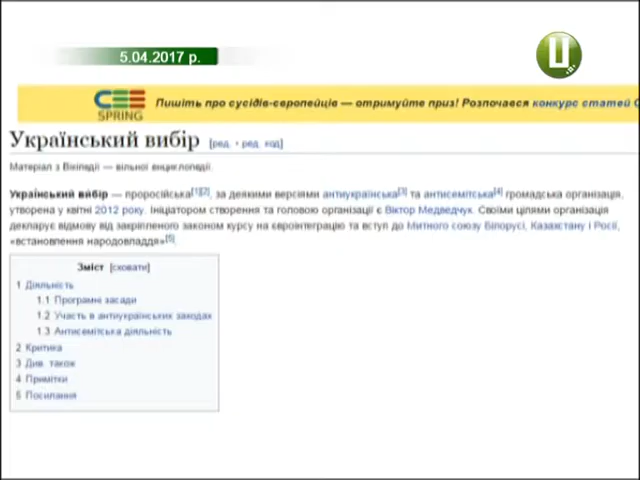 5.04.2017 р.
Ц
CEE
SPRING
Пишіть про сусідів-європейців — отримуйте приз! Розпочався конкурс статей
Український вибір [ред. • ред. код]
Матеріал з Вікіпедії — вільної енциклопедії.
Український вибір — проросійська[1][2], за деякими версіями антиукраїнська[3] та антисемітська[4] громадська організація,
утворена у квітні 2012 року. Ініціатором створення та головою організації є Віктор Медведчук. Своїми цілями організація
декларує відмову від закріпленого законом курсу на євроінтеграцію та вступ до Митного союзу Білорусі, Казахстану і Росії,
«встановлення народовладдя»[5].
Зміст [сховати]
1 Діяльність
1.1 Програмні засади
1.2 Участь в антиукраїнських заходах
1.3 Антисемітська діяльність
2 Критика
3 Див. також
4 Примітки
5 Посилання